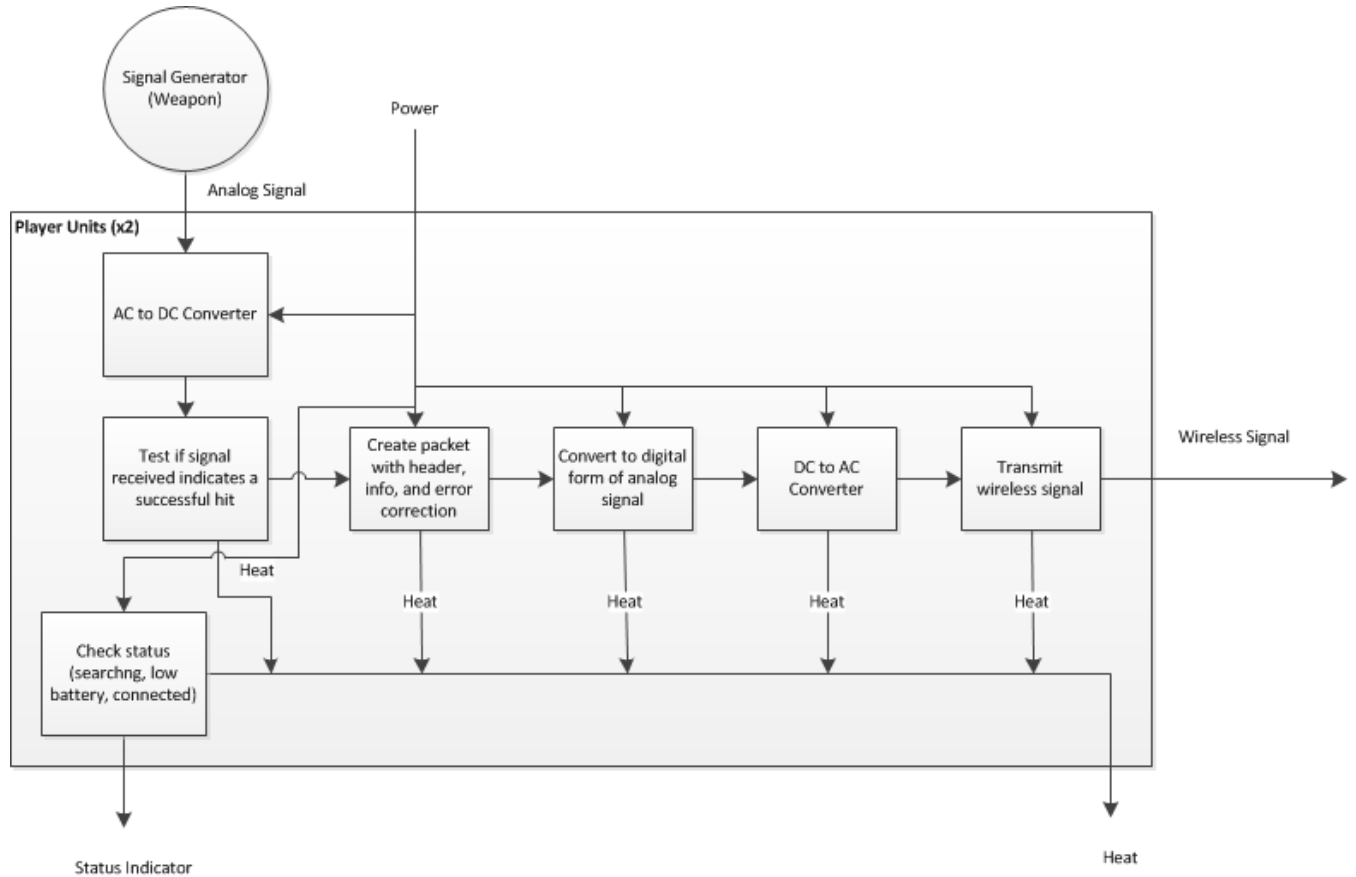 Signal Generator
(Weapon)
Power
Analog Signal
Player Units (x2)
AC to DC Converter
Test if signal
received indicates a
successful hit
Create packet
with header,
info, and error
correction
Convert to digital
form of analog
signal
DC to AC
Converter
Transmit
wireless signal
Wireless Signal
Heat
Heat
Heat
Heat
Heat
Check status
(searchng, low
battery, connected)
Status Indicator
Heat